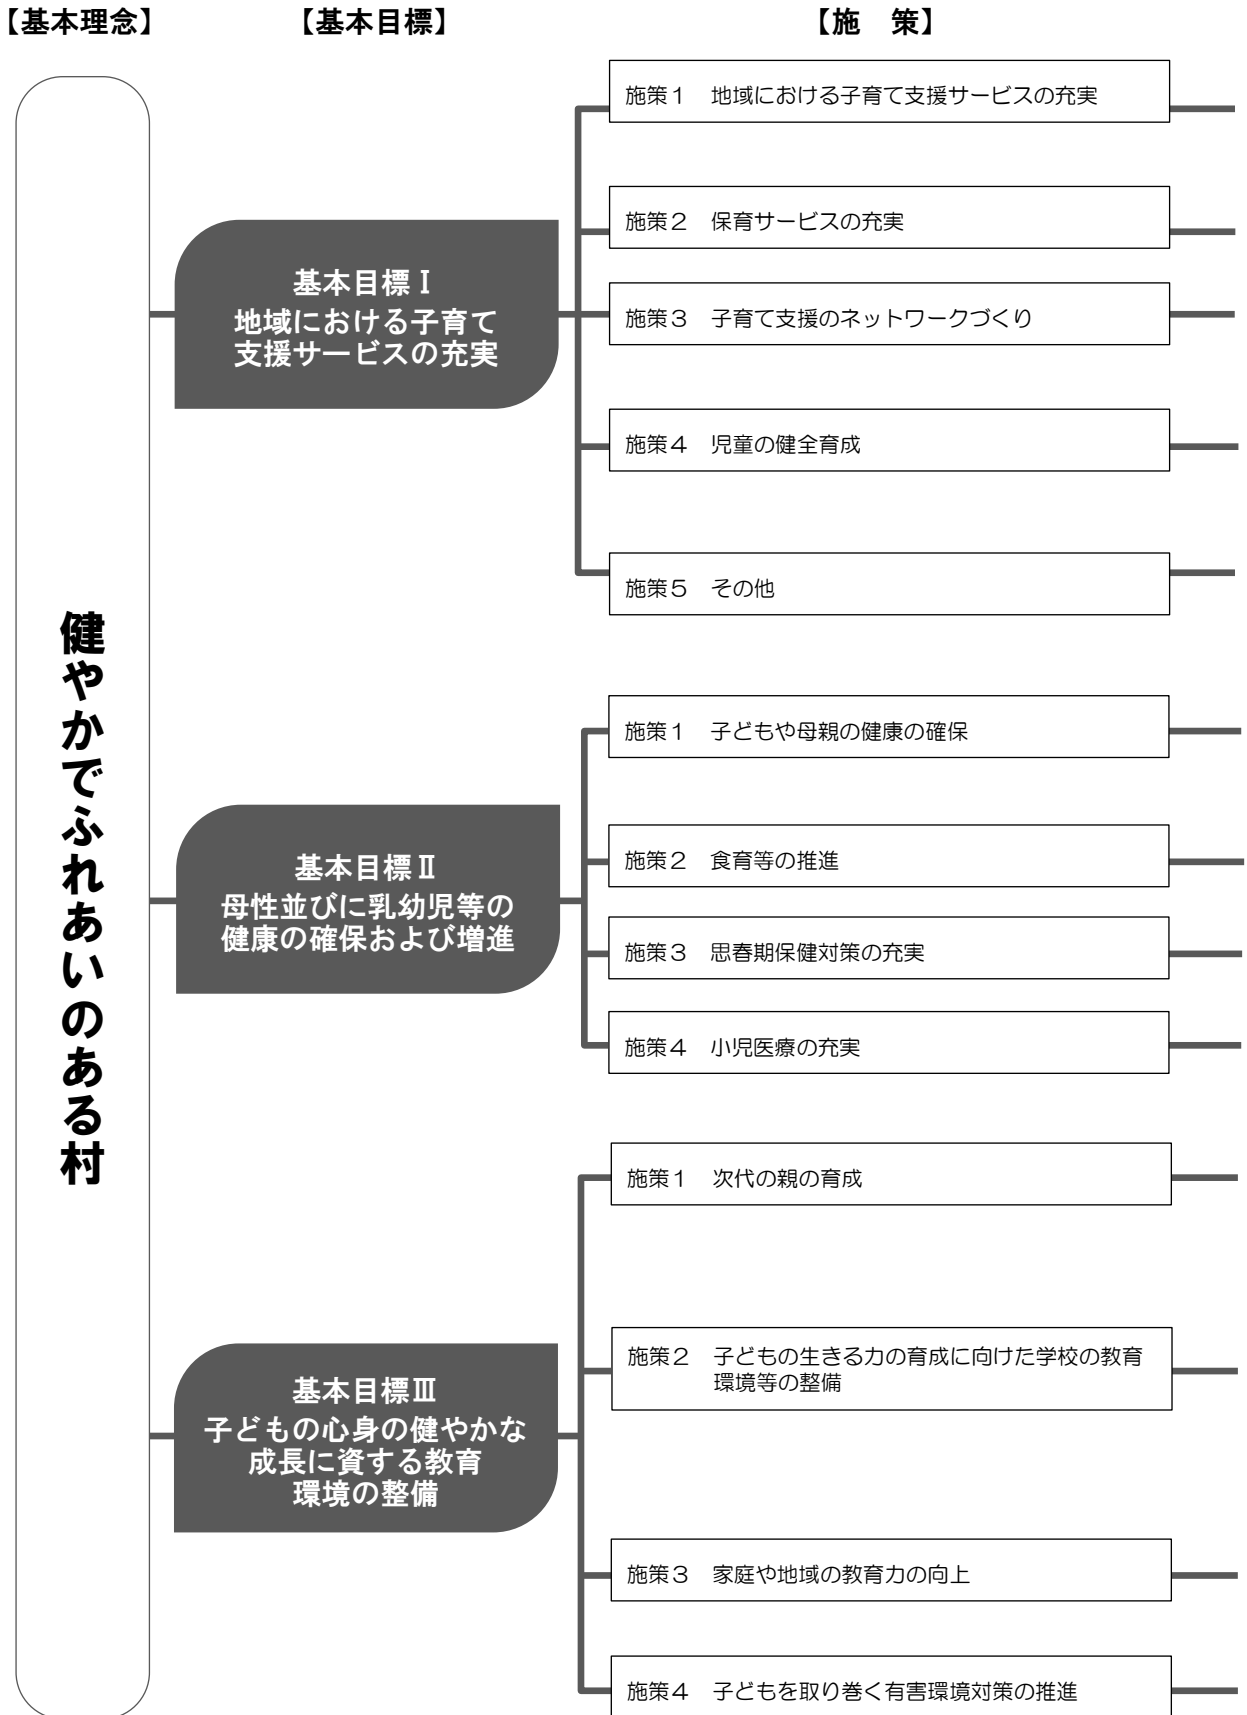 【基本理念】
【基本目標】
【施　策】
健やかでふれあいのある村
基本目標Ⅰ
地域における子育て
支援サービスの充実
施策１　地域における子育て支援サービスの充実
施策２　保育サービスの充実
施策３　子育て支援のネットワークづくり
施策４　児童の健全育成
施策５　その他
基本目標Ⅱ
母性並びに乳幼児等の
健康の確保および増進
施策１　子どもや母親の健康の確保
施策２　食育等の推進
施策３　思春期保健対策の充実
施策４　小児医療の充実
基本目標Ⅲ
子どもの心身の健やかな
成長に資する教育
環境の整備
施策１　次代の親の育成
施策２　子どもの生きる力の育成に向けた学校の教育
環境等の整備
施策３　家庭や地域の教育力の向上
施策４　子どもを取り巻く有害環境対策の推進